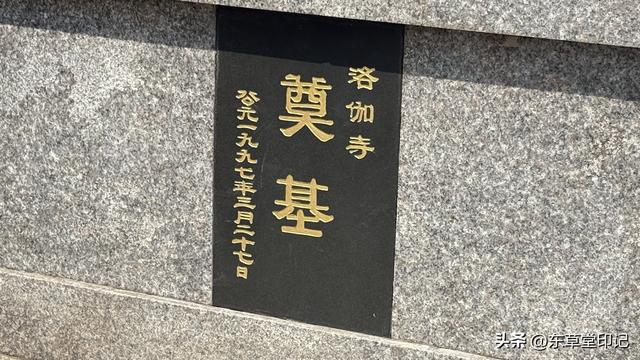 洛伽寺
奠基
公元一九九七年三月二十七日
头条 @东草堂印记